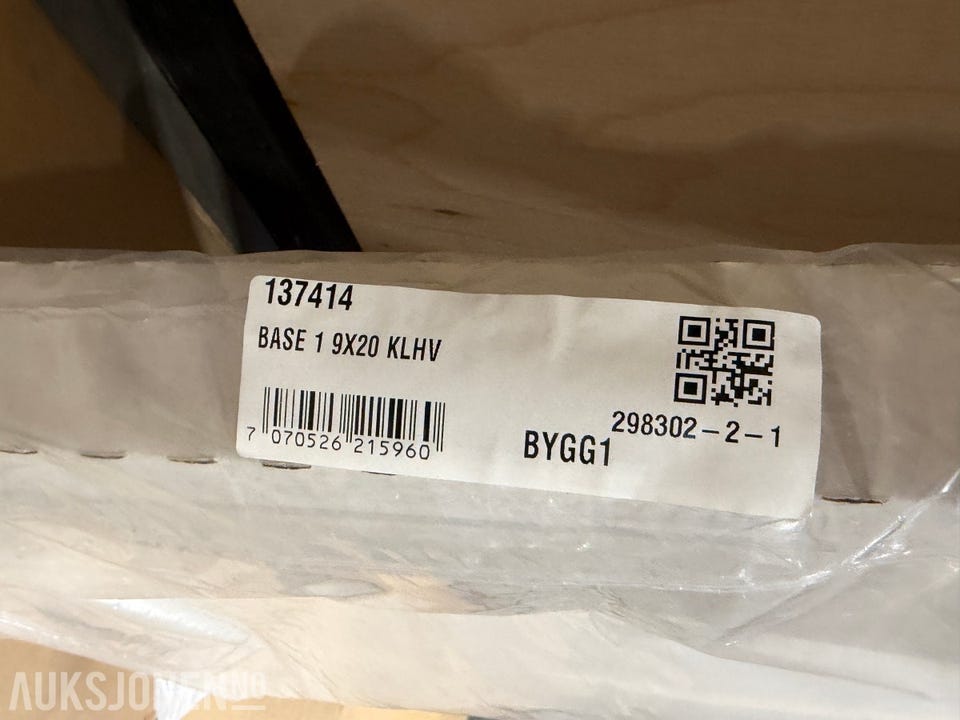 137414
BASE 1 9X20 KLHV
7 070526 215960
298302-2-1
BYGG1
AUKSJONEN.NO